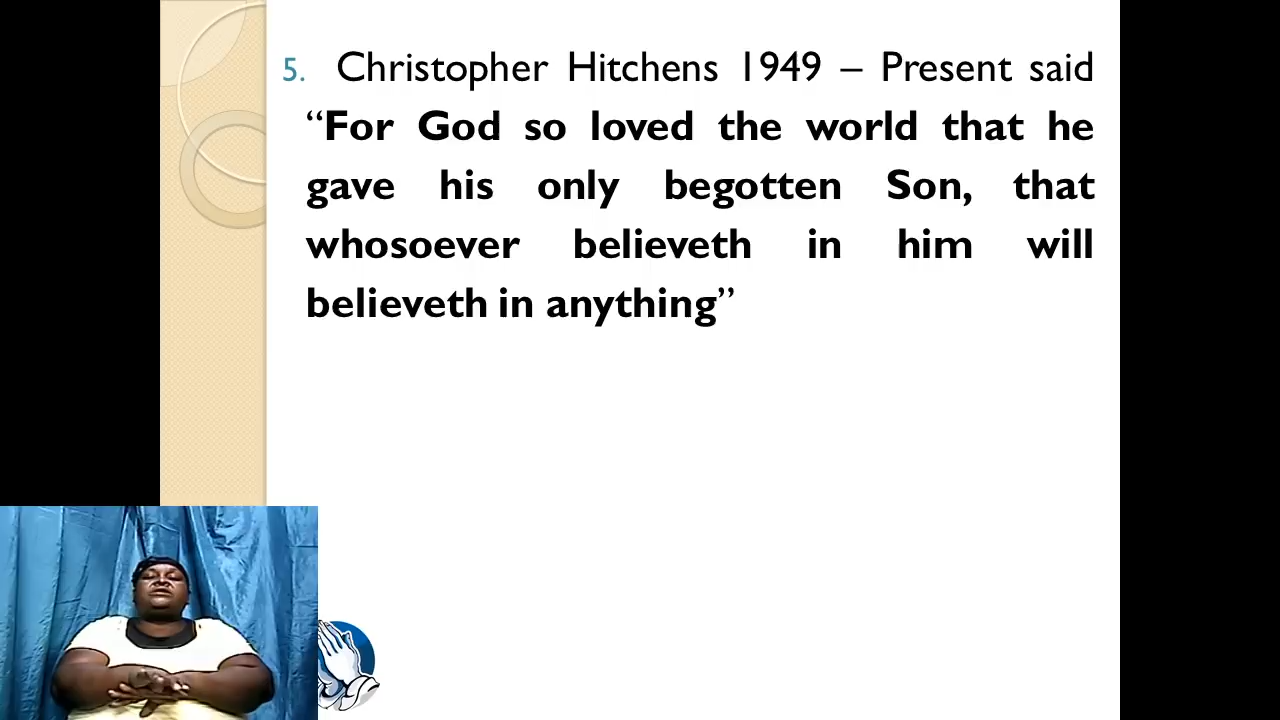 5. Christopher Hitchens 1949 – Present said
“For God so loved the world that he
gave his only begotten Son, that
whosoever believeth in him will
believeth in anything”